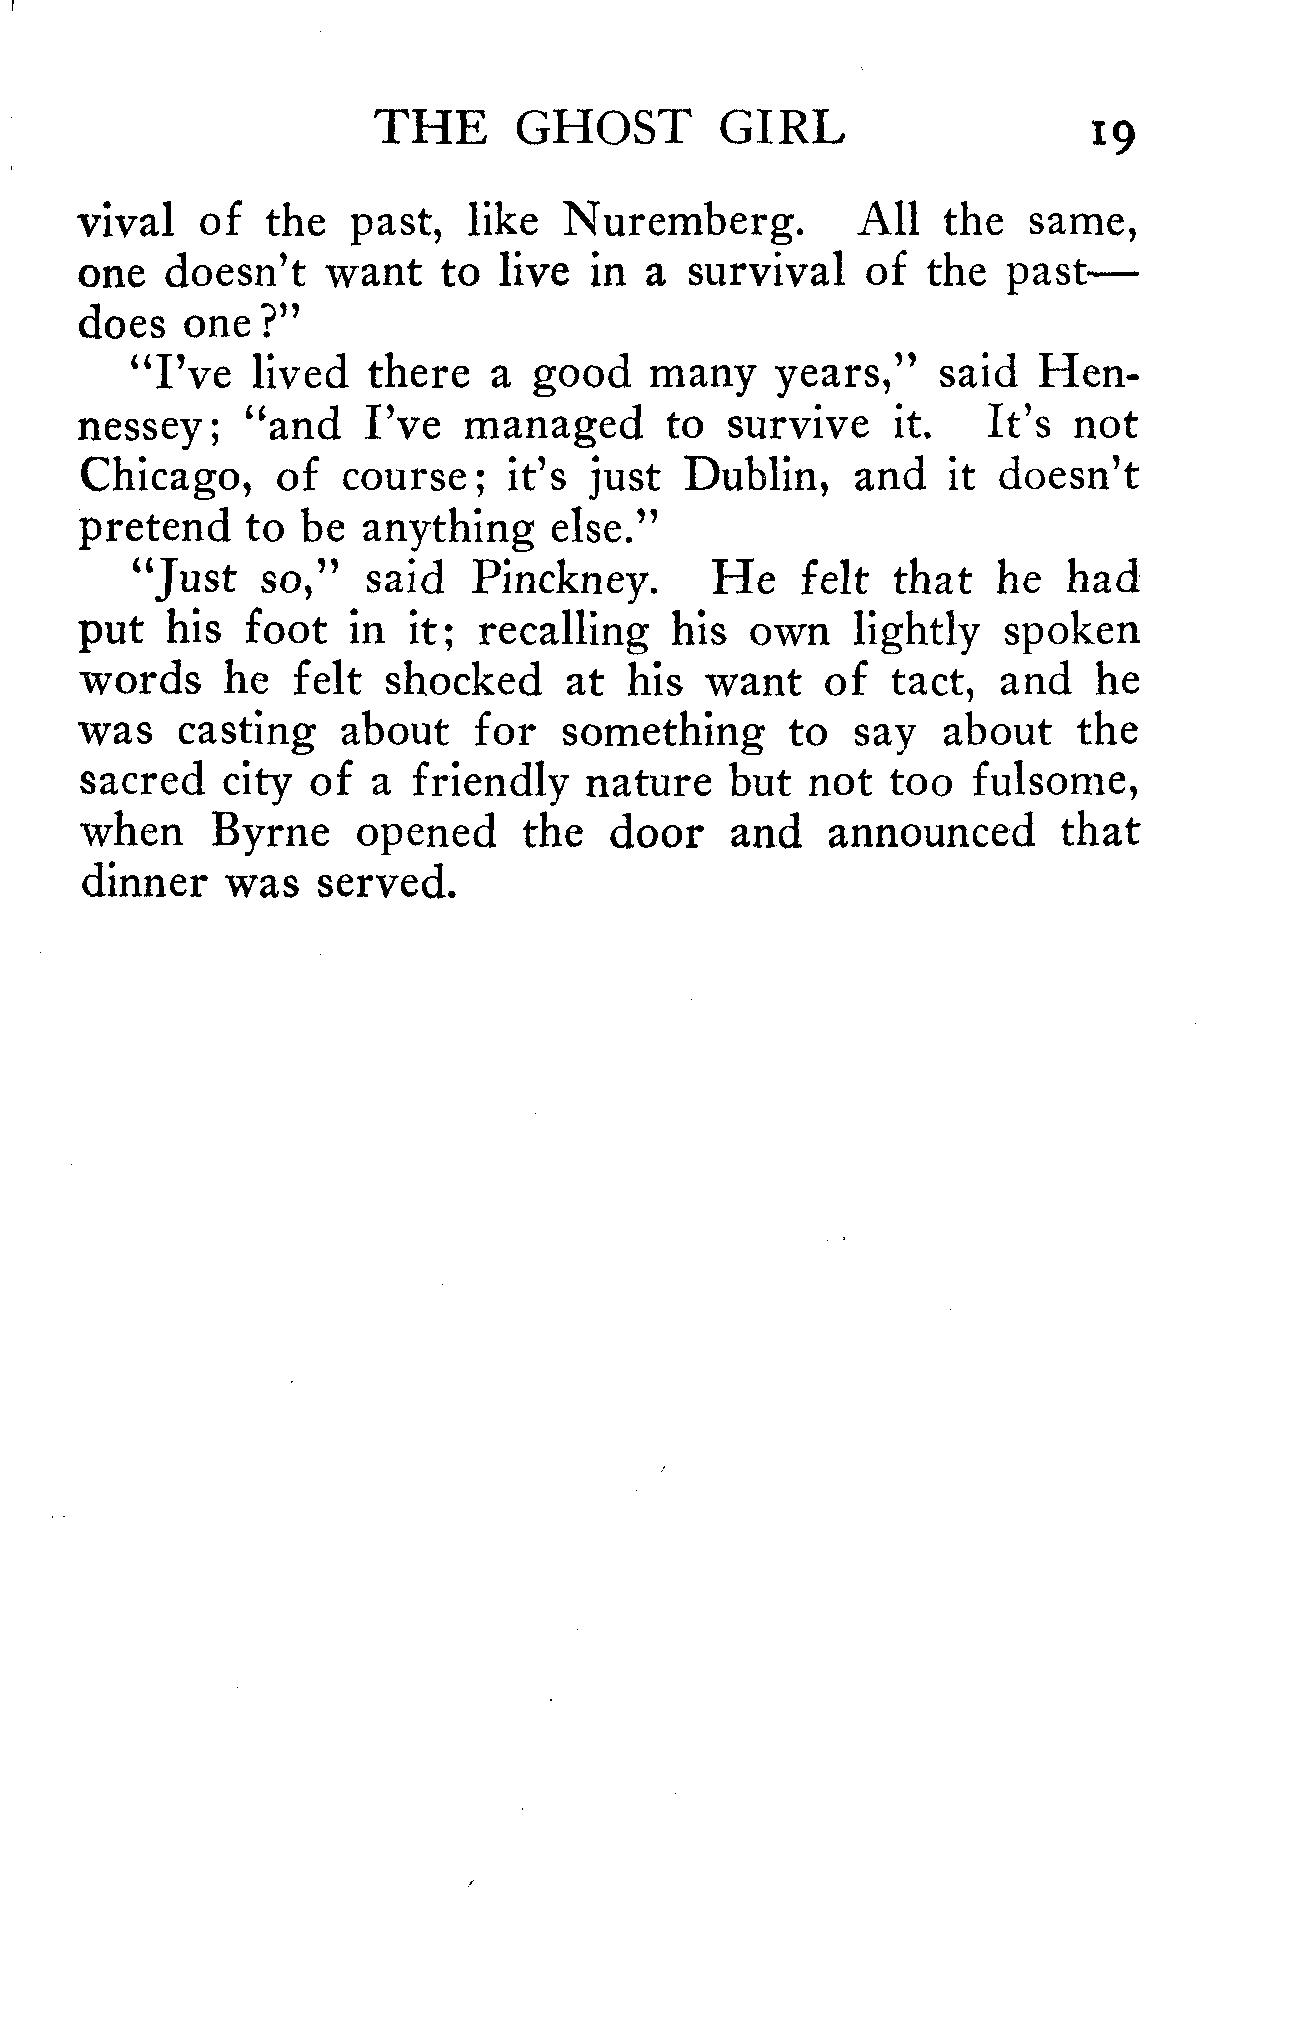 THE GHOST GIRL 19
vival of the past, like Nuremberg. All the same,
one doesn't want to live in a survival of the past—
does one?"
"I've lived there a good many years," said Hen-
nessey; "and I've managed to survive it. It's not
Chicago, of course; it's just Dublin, and it doesn't
pretend to be anything else."
"Just so," said Pinckney. He felt that he had
put his foot in it; recalling his own lightly spoken
words he felt shocked at his want of tact, and he
was casting about for something to say about the
sacred city of a friendly nature but not too fulsome,
when Byrne opened the door and announced that
dinner was served.